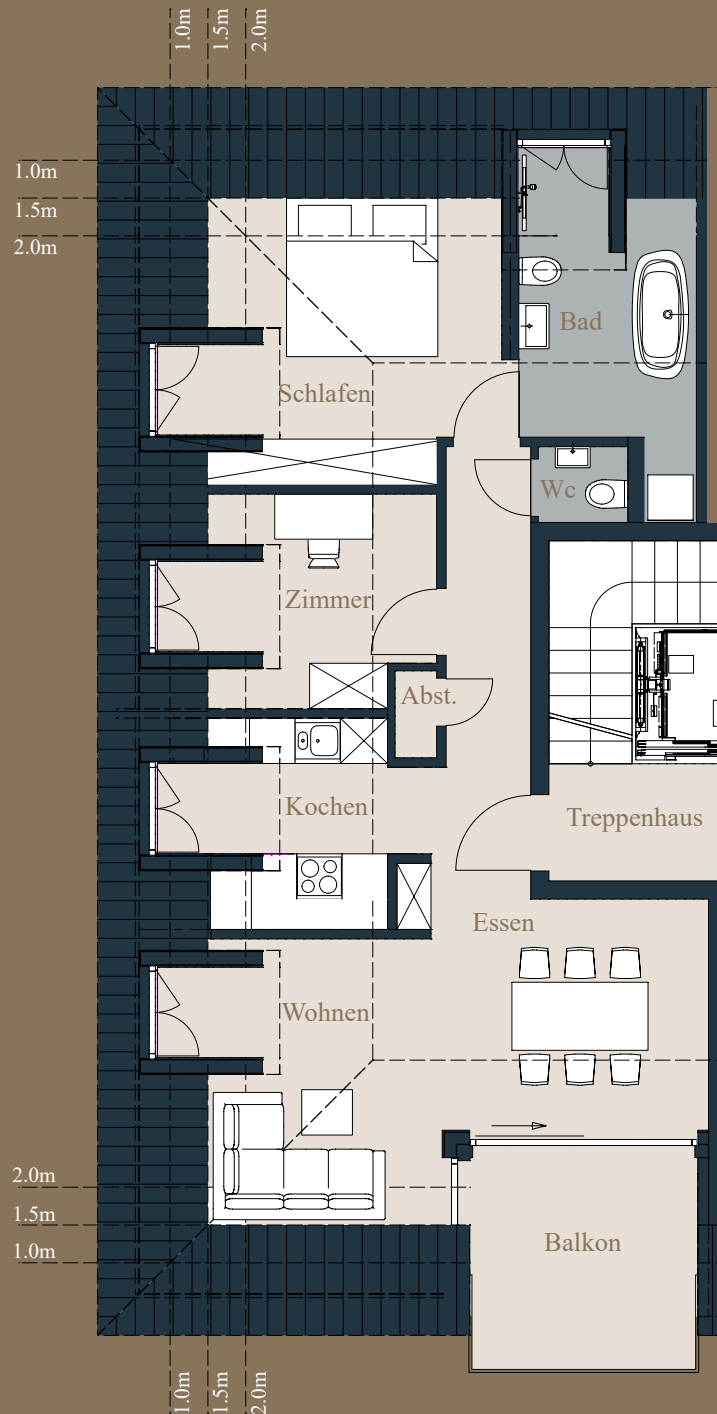 1.0m
1.5m
2.0m
1.0m
1.5m
2.0m
Bad
Schlafen
Wc
Zimmer
Abst.
Kochen
Treppenhaus
Essen
Wohnen
2.0m
1.5m
1.0m
Balkon
1.0m
1.5m
2.0m